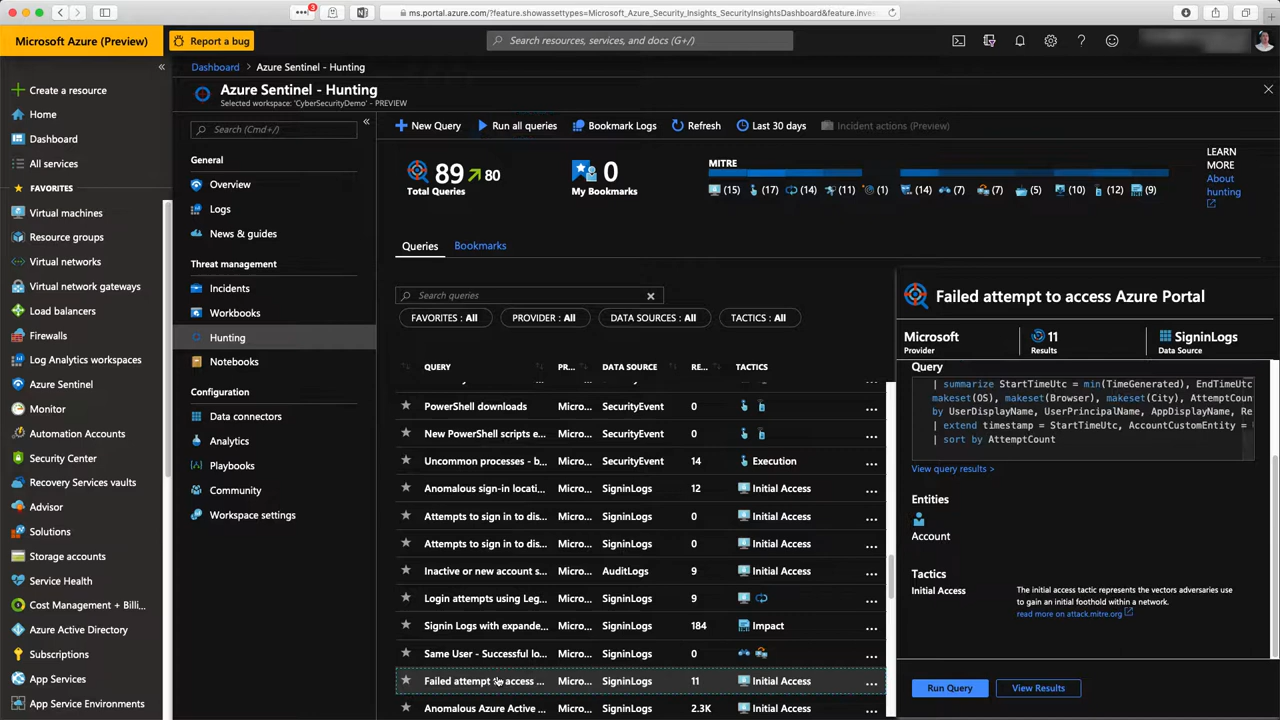 3
ms.portal.azure.com/?feature.showassettypes=Microsoft_Azure_Security_Insights_SecurityInsightsDashboard&feature.inve
Microsoft Azure (Preview)
Report a bug
Search resources, services, and docs (G+/)
«
Create a resource
Home
Dashboard
All services
FAVORITES
Virtual machines
Resource groups
Virtual networks
Virtual network gateways
Load balancers
Firewalls
Log Analytics workspaces
Azure Sentinel
Monitor
Automation Accounts
Security Center
Recovery Services vaults
Advisor
Solutions
Storage accounts
Service Health
Cost Management + Billi...
Azure Active Directory
Subscriptions
App Services
App Service Environments
Dashboard > Azure Sentinel - Hunting
Azure Sentinel - Hunting
Selected workspace: 'CyberSecurityDemo' - PREVIEW
Search (Cmd+/)
«
General
Overview
Logs
News & guides
Threat management
Incidents
Workbooks
Hunting
Notebooks
Configuration
Data connectors
Analytics
Playbooks
Community
Workspace settings
New Query Run all queries Bookmark Logs Refresh Last 30 days Incident actions (Preview)
89 80
Total Queries
0
My Bookmarks
MITRE
(15) (17) (14) (11) (1) (14) (7) (7) (5) (10) (12) (9)
LEARN
MORE
About
hunting
Queries Bookmarks
Search queries
FAVORITES : All PROVIDER : All DATA SOURCES : All TACTICS : All
QUERY PR... DATA SOURCE RE... TACTICS
PowerShell downloads Micro... SecurityEvent 0 ...
New PowerShell scripts e... Micro... SecurityEvent 0 ...
Uncommon processes - b... Micro... SecurityEvent 14 Execution ...
Anomalous sign-in locati... Micro... SigninLogs 12 Initial Access ...
Attempts to sign in to dis... Micro... SigninLogs 0 Initial Access ...
Attempts to sign in to dis... Micro... SigninLogs 0 Initial Access ...
Inactive or new account s... Micro... AuditLogs 9 Initial Access ...
Login attempts using Leg... Micro... SigninLogs 9 ...
Signin Logs with expande... Micro... SigninLogs 184 Impact ...
Same User - Successful lo... Micro... SigninLogs 0 ...
Failed attempt to access ... Micro... SigninLogs 11 Initial Access ...
Anomalous Azure Active ... Micro... SigninLogs 2.3K Initial Access ...
Failed attempt to access Azure Portal
Microsoft
Provider
11
Results
SigninLogs
Data Source
Query
| summarize StartTimeUtc = min(TimeGenerated), EndTimeUtc
makeset(OS), makeset(Browser), makeset(City), AttemptCoun
by UserDisplayName, UserPrincipalName, AppDisplayName, Re
| extend timestamp = StartTimeUtc, AccountCustomEntity =
| sort by AttemptCount
View query results >
Entities
Account
Tactics
Initial Access
The initial access tactic represents the vectors adversaries use
to gain an initial foothold within a network.
read more on attack.mitre.org
Run Query View Results